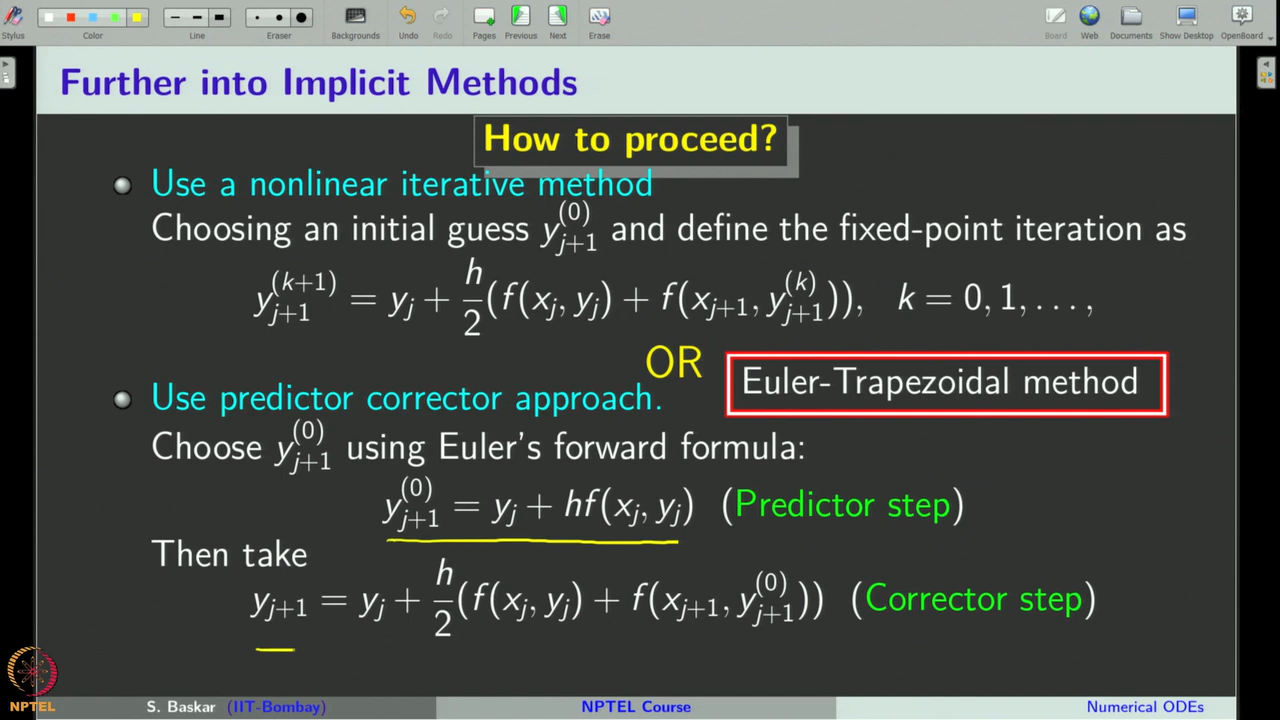 Stylus Color Line Eraser Backgrounds Undo Redo Pages Previous Next Erase Board Web Documents Show Desktop OpenBoard
Further into Implicit Methods
How to proceed?
Use a nonlinear iterative method
Choosing an initial guess y_{j+1}^{(0)} and define the fixed-point iteration as
y_{j+1}^{(k+1)} = y_j + \frac{h}{2}(f(x_j, y_j) + f(x_{j+1}, y_{j+1}^{(k)})), k = 0, 1, . . . ,
OR
Euler-Trapezoidal method
Use predictor corrector approach.
Choose y_{j+1}^{(0)} using Euler's forward formula:
y_{j+1}^{(0)} = y_j + hf(x_j, y_j) (Predictor step)
Then take
y_{j+1} = y_j + \frac{h}{2}(f(x_j, y_j) + f(x_{j+1}, y_{j+1}^{(0)})) (Corrector step)
NPTEL
S. Baskar (IIT-Bombay) NPTEL Course Numerical ODEs